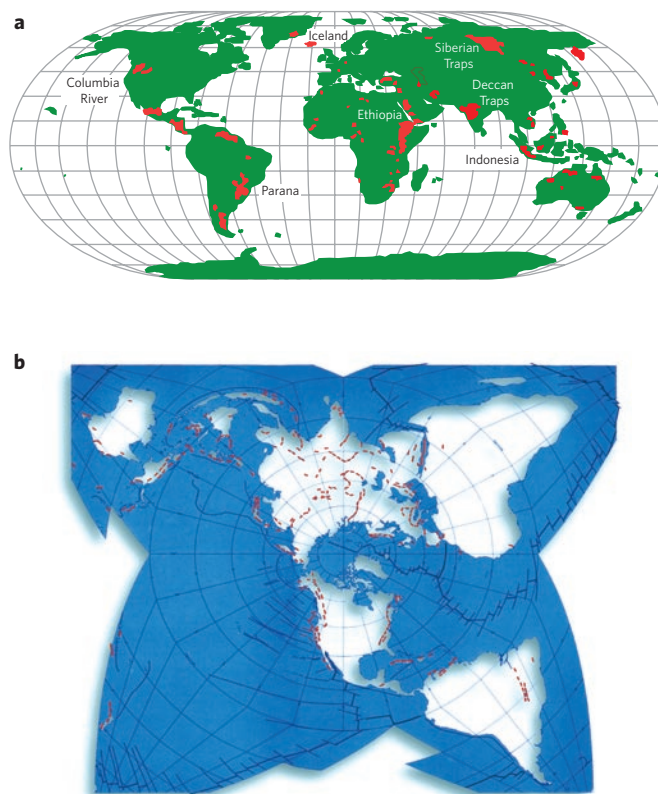 a
Iceland
Siberian
Traps
Columbia
River
Deccan
Traps
Ethiopia
Indonesia
Parana
b